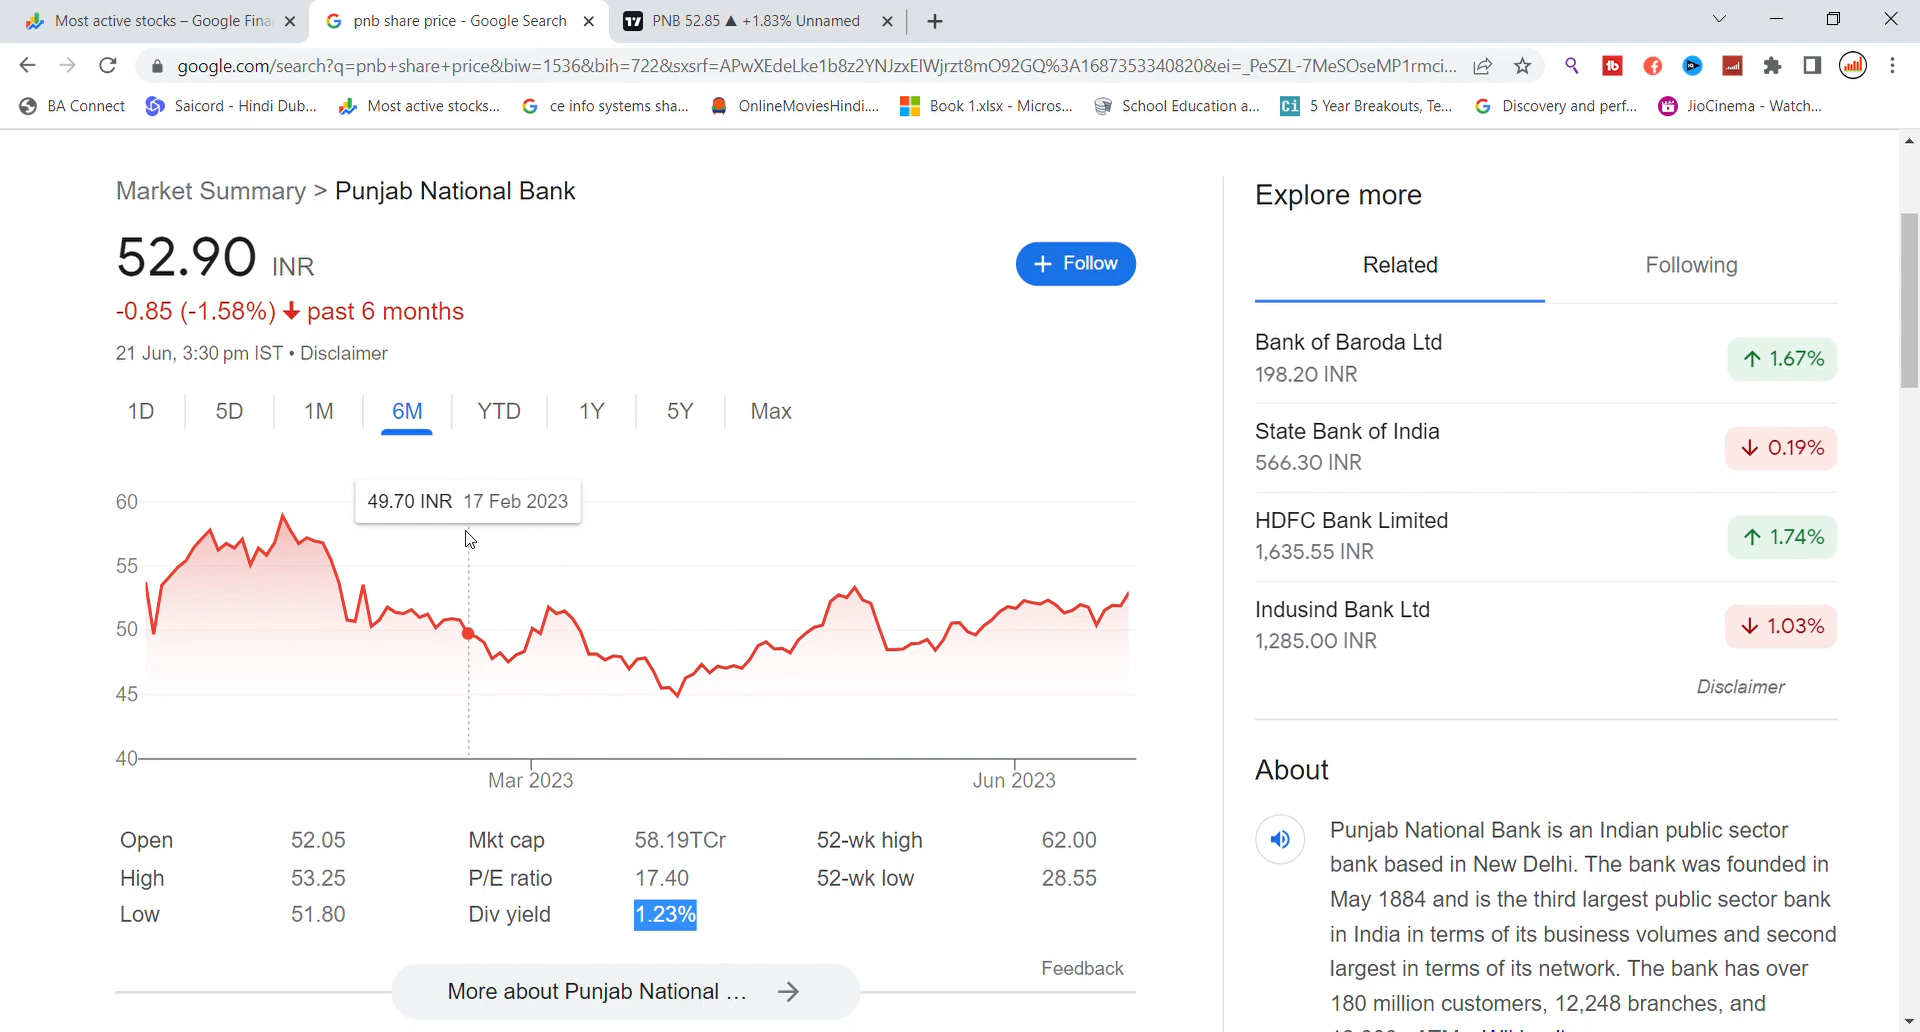 Most active stocks – Google Fina
pnb share price - Google Search
PNB 52.85 ▲ +1.83% Unnamed
google.com/search?q=pnb+share+price&biw=1536&bih=722&sxsrf=APwXEdeLke1b8z2YNJzxEIWjrzt8mO92GQ%3A1687353340820&ei=_PeSZL-7MeSOseMP1rmci...
BA Connect
Saicord - Hindi Dub...
Most active stocks...
ce info systems sha...
OnlineMoviesHindi....
Book 1.xlsx - Micros...
School Education a...
5 Year Breakouts, Te...
Discovery and perf...
JioCinema - Watch...
Market Summary > Punjab National Bank
52.90 INR
+ Follow
-0.85 (-1.58%) ↓ past 6 months
21 Jun, 3:30 pm IST • Disclaimer
1D 5D 1M 6M YTD 1Y 5Y Max
49.70 INR 17 Feb 2023
60
55
50
45
40
Mar 2023 Jun 2023
Open 52.05 Mkt cap 58.19TCr 52-wk high 62.00
High 53.25 P/E ratio 17.40 52-wk low 28.55
Low 51.80 Div yield 1.23%
Feedback
More about Punjab National ... →
Explore more
Related Following
Bank of Baroda Ltd
198.20 INR
↑ 1.67%
State Bank of India
566.30 INR
↓ 0.19%
HDFC Bank Limited
1,635.55 INR
↑ 1.74%
Indusind Bank Ltd
1,285.00 INR
↓ 1.03%
Disclaimer
About
Punjab National Bank is an Indian public sector
bank based in New Delhi. The bank was founded in
May 1884 and is the third largest public sector bank
in India in terms of its business volumes and second
largest in terms of its network. The bank has over
180 million customers, 12,248 branches, and